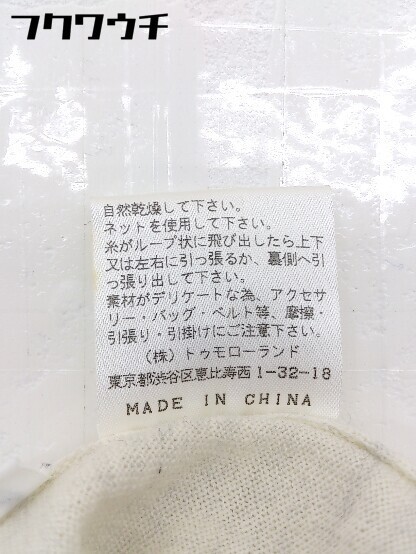 フクワウチ
自然乾燥して下さい。
ネットを使用して下さい。
糸がループ状に飛び出したら上下
又は左右に引っ張るか、裏側へ引
っ張り出して下さい。
素材がデリケートな為、アクセサ
リー・バッグ・ベルト等、摩擦・
引張り・引掛けにご注意下さい。
(株)トゥモローランド
東京都渋谷区恵比寿西1-32-18
MADE IN CHINA